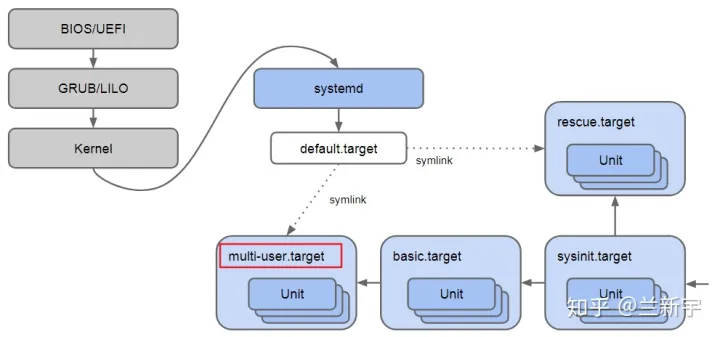 BIOS/UEFI
GRUB/LILO
Kernel
systemd
default.target
symlink
symlink
rescue.target
Unit
multi-user.target
Unit
basic.target
Unit
sysinit.target
Unit
知乎 @兰新宇